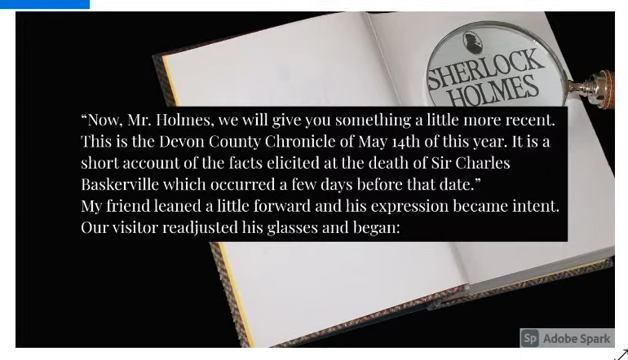 SHERLOCK
HOLMES
“Now, Mr. Holmes, we will give you something a little more recent.
This is the Devon County Chronicle of May 14th of this year. It is a
short account of the facts elicited at the death of Sir Charles
Baskerville which occurred a few days before that date.”
My friend leaned a little forward and his expression became intent.
Our visitor readjusted his glasses and began:
Sp Adobe Spark